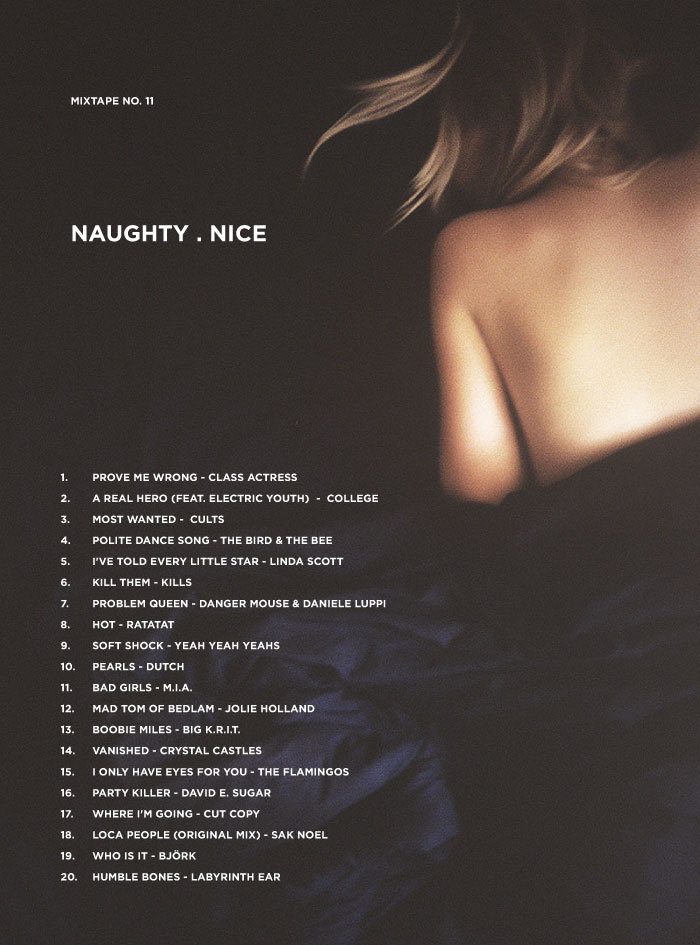 MIXTAPE NO. 11
NAUGHTY . NICE
1. PROVE ME WRONG - CLASS ACTRESS
2. A REAL HERO (FEAT. ELECTRIC YOUTH) - COLLEGE
3. MOST WANTED - CULTS
4. POLITE DANCE SONG - THE BIRD & THE BEE
5. I'VE TOLD EVERY LITTLE STAR - LINDA SCOTT
6. KILL THEM - KILLS
7. PROBLEM QUEEN - DANGER MOUSE & DANIELE LUPPI
8. HOT - RATATAT
9. SOFT SHOCK - YEAH YEAH YEAHS
10. PEARLS - DUTCH
11. BAD GIRLS - M.I.A.
12. MAD TOM OF BEDLAM - JOLIE HOLLAND
13. BOOBIE MILES - BIG K.R.I.T.
14. VANISHED - CRYSTAL CASTLES
15. I ONLY HAVE EYES FOR YOU - THE FLAMINGOS
16. PARTY KILLER - DAVID E. SUGAR
17. WHERE I'M GOING - CUT COPY
18. LOCA PEOPLE (ORIGINAL MIX) - SAK NOEL
19. WHO IS IT - BJÖRK
20. HUMBLE BONES - LABYRINTH EAR